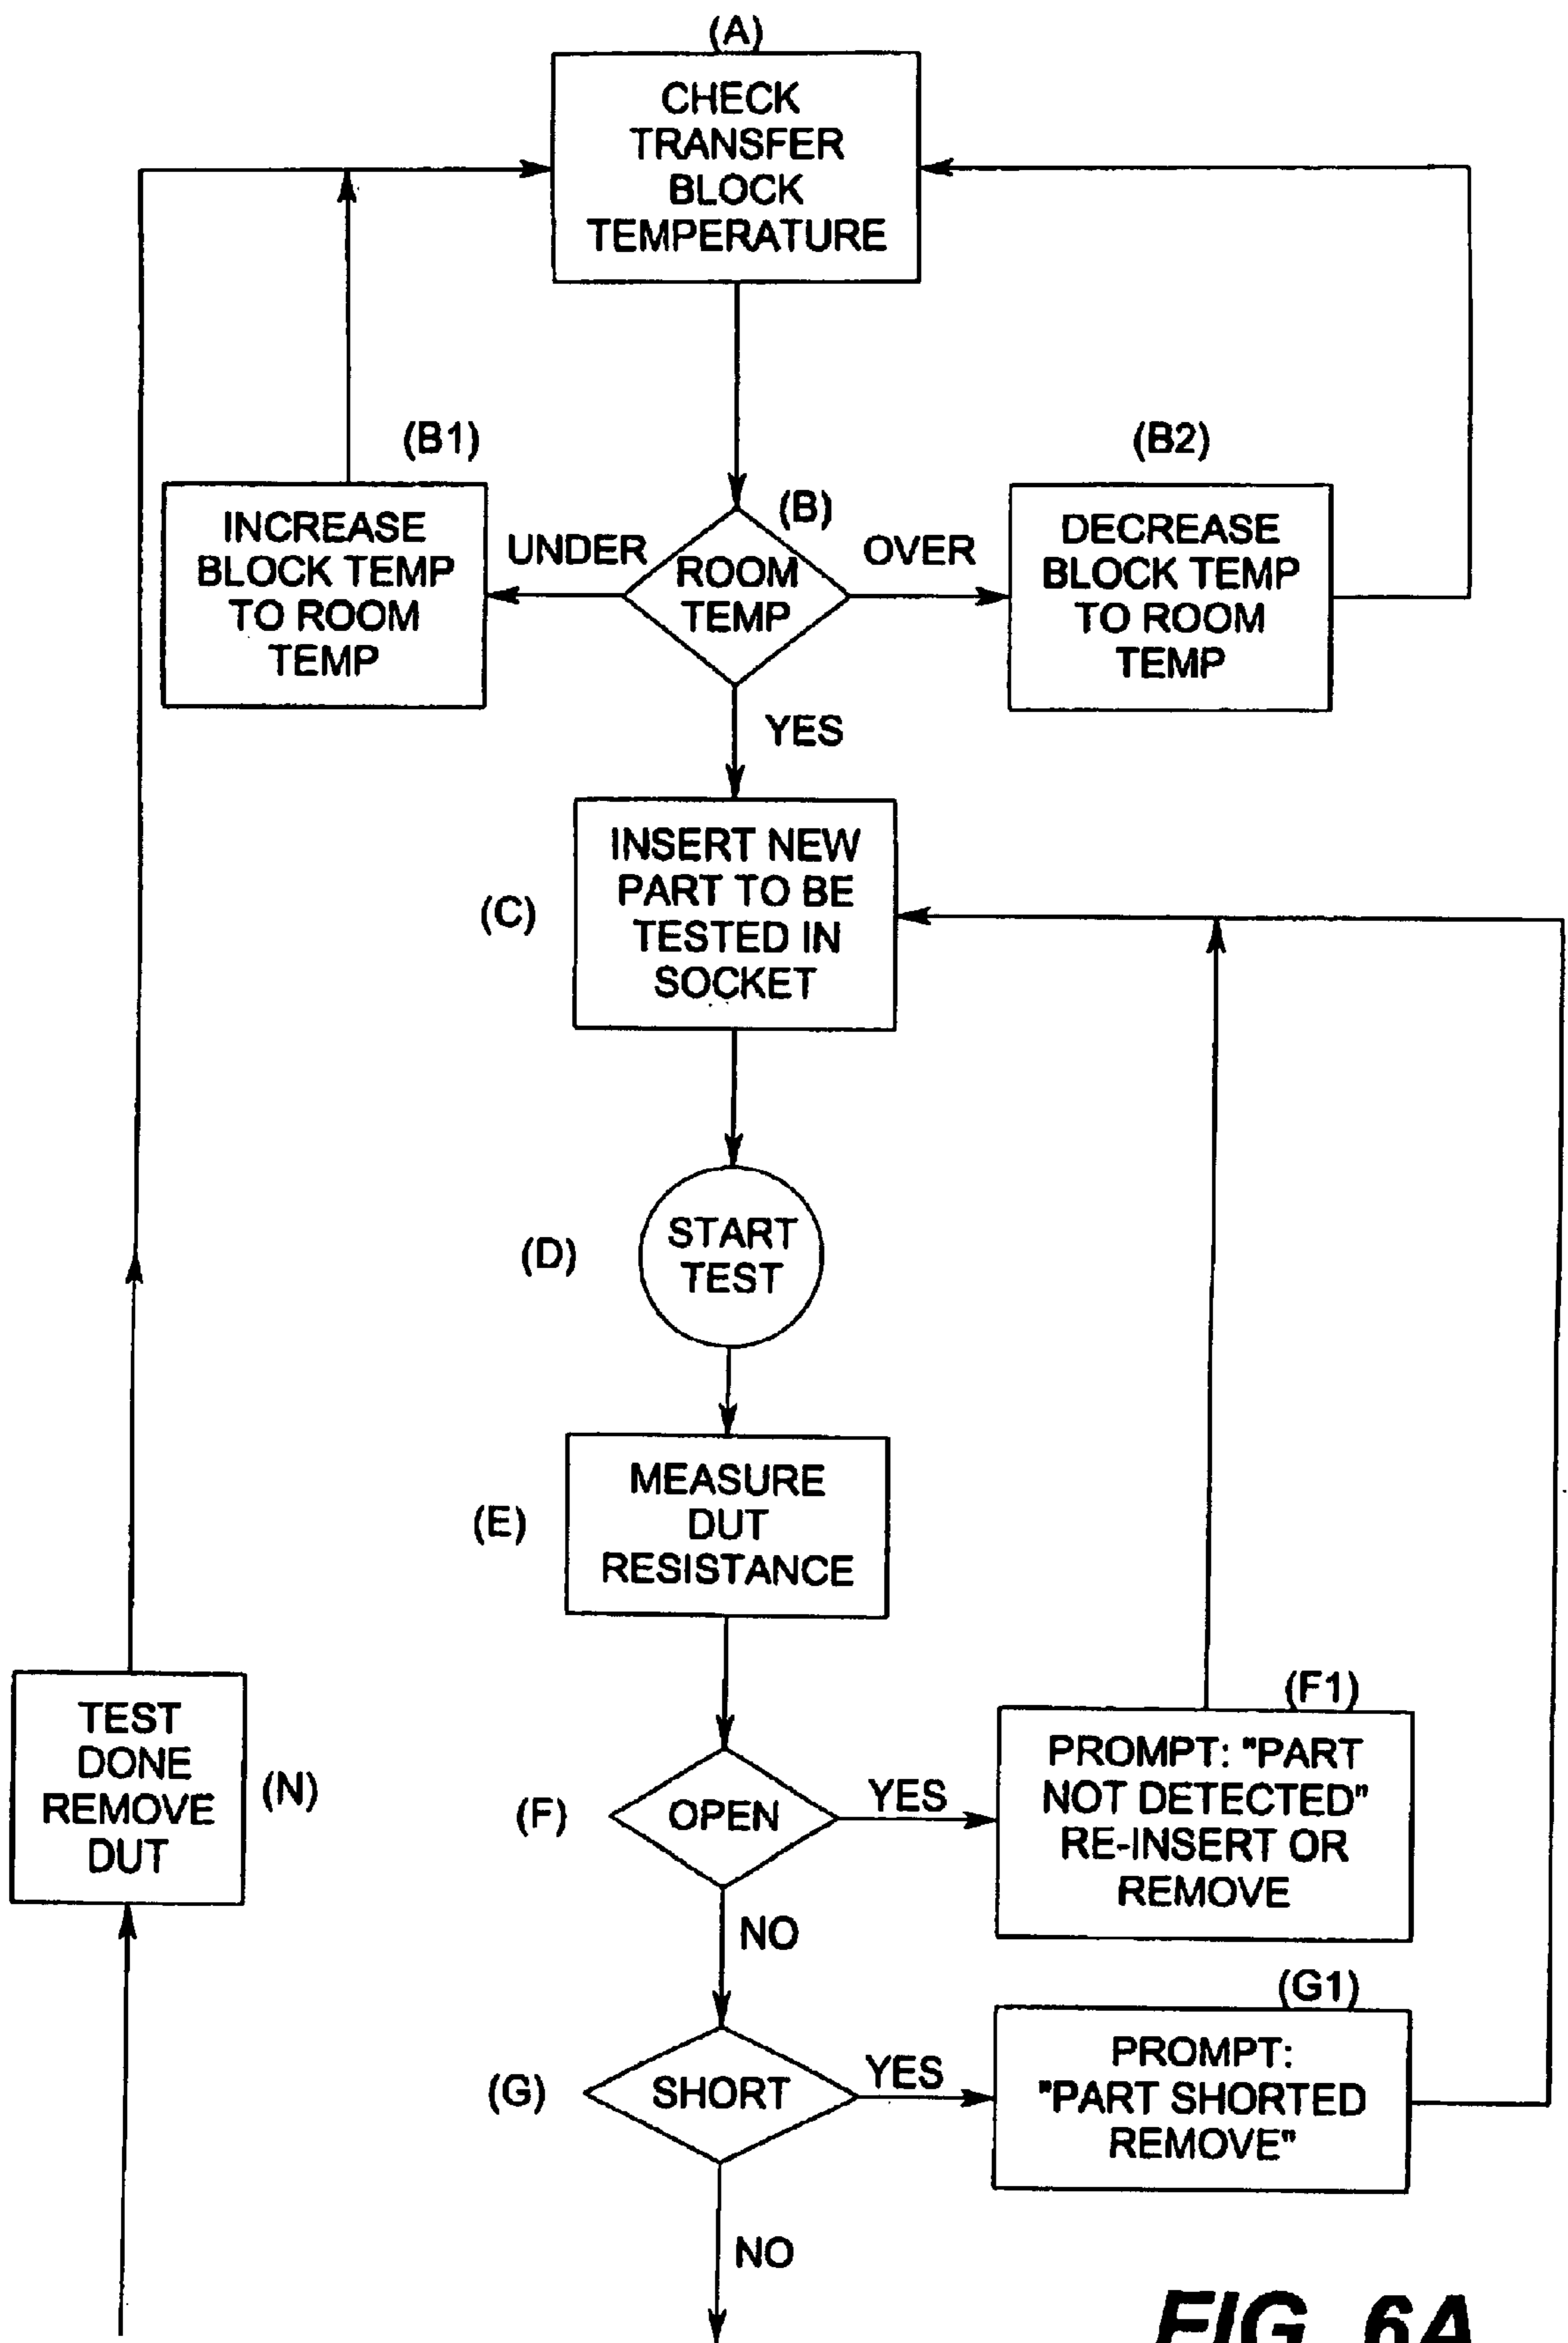 (A)
CHECK
TRANSFER
BLOCK
TEMPERATURE
(B1)
(B2)
INCREASE
BLOCK TEMP
TO ROOM
TEMP
UNDER
(B)
ROOM
TEMP
OVER
DECREASE
BLOCK TEMP
TO ROOM
TEMP
YES
(C)
INSERT NEW
PART TO BE
TESTED IN
SOCKET
(D)
START
TEST
(E)
MEASURE
DUT
RESISTANCE
TEST
DONE
REMOVE
DUT
(N)
(F)
OPEN
YES
(F1)
PROMPT: "PART
NOT DETECTED"
RE-INSERT OR
REMOVE
NO
(G)
SHORT
YES
(G1)
PROMPT:
"PART SHORTED
REMOVE"
NO
FIG. 6A